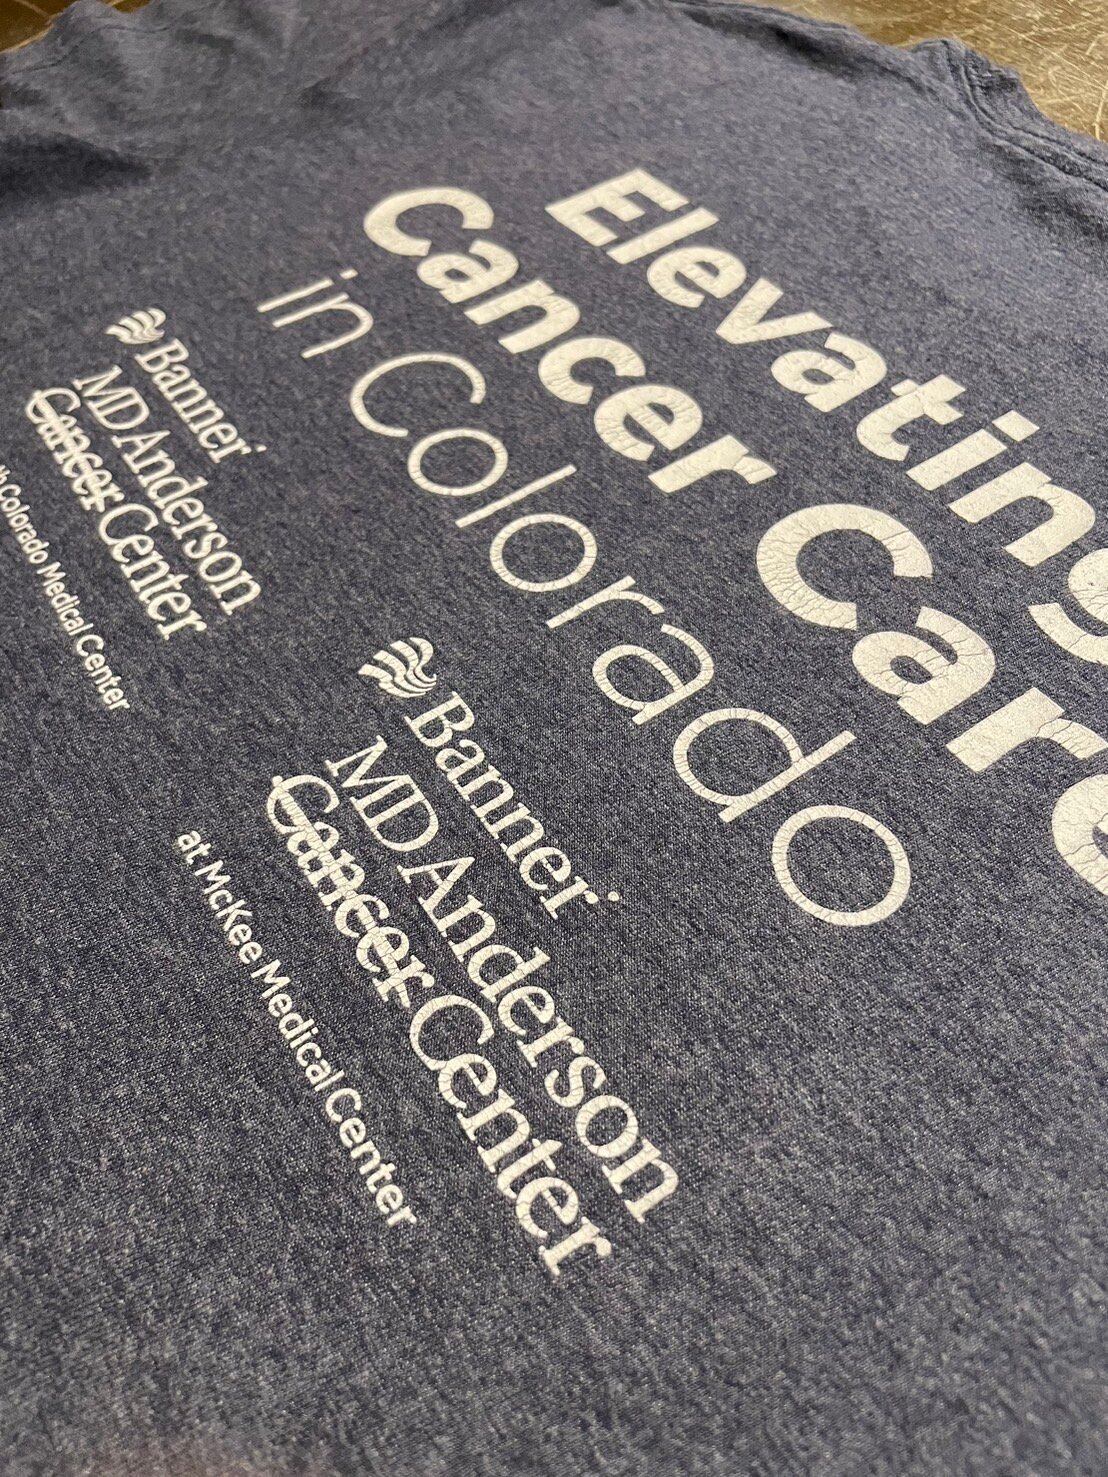 Elevating
Cancer Care
in Colorado
Banner
MD Anderson
Cancer Center
Colorado Medical Center
Banner
MD Anderson
Cancer Center
at McKee Medical Center